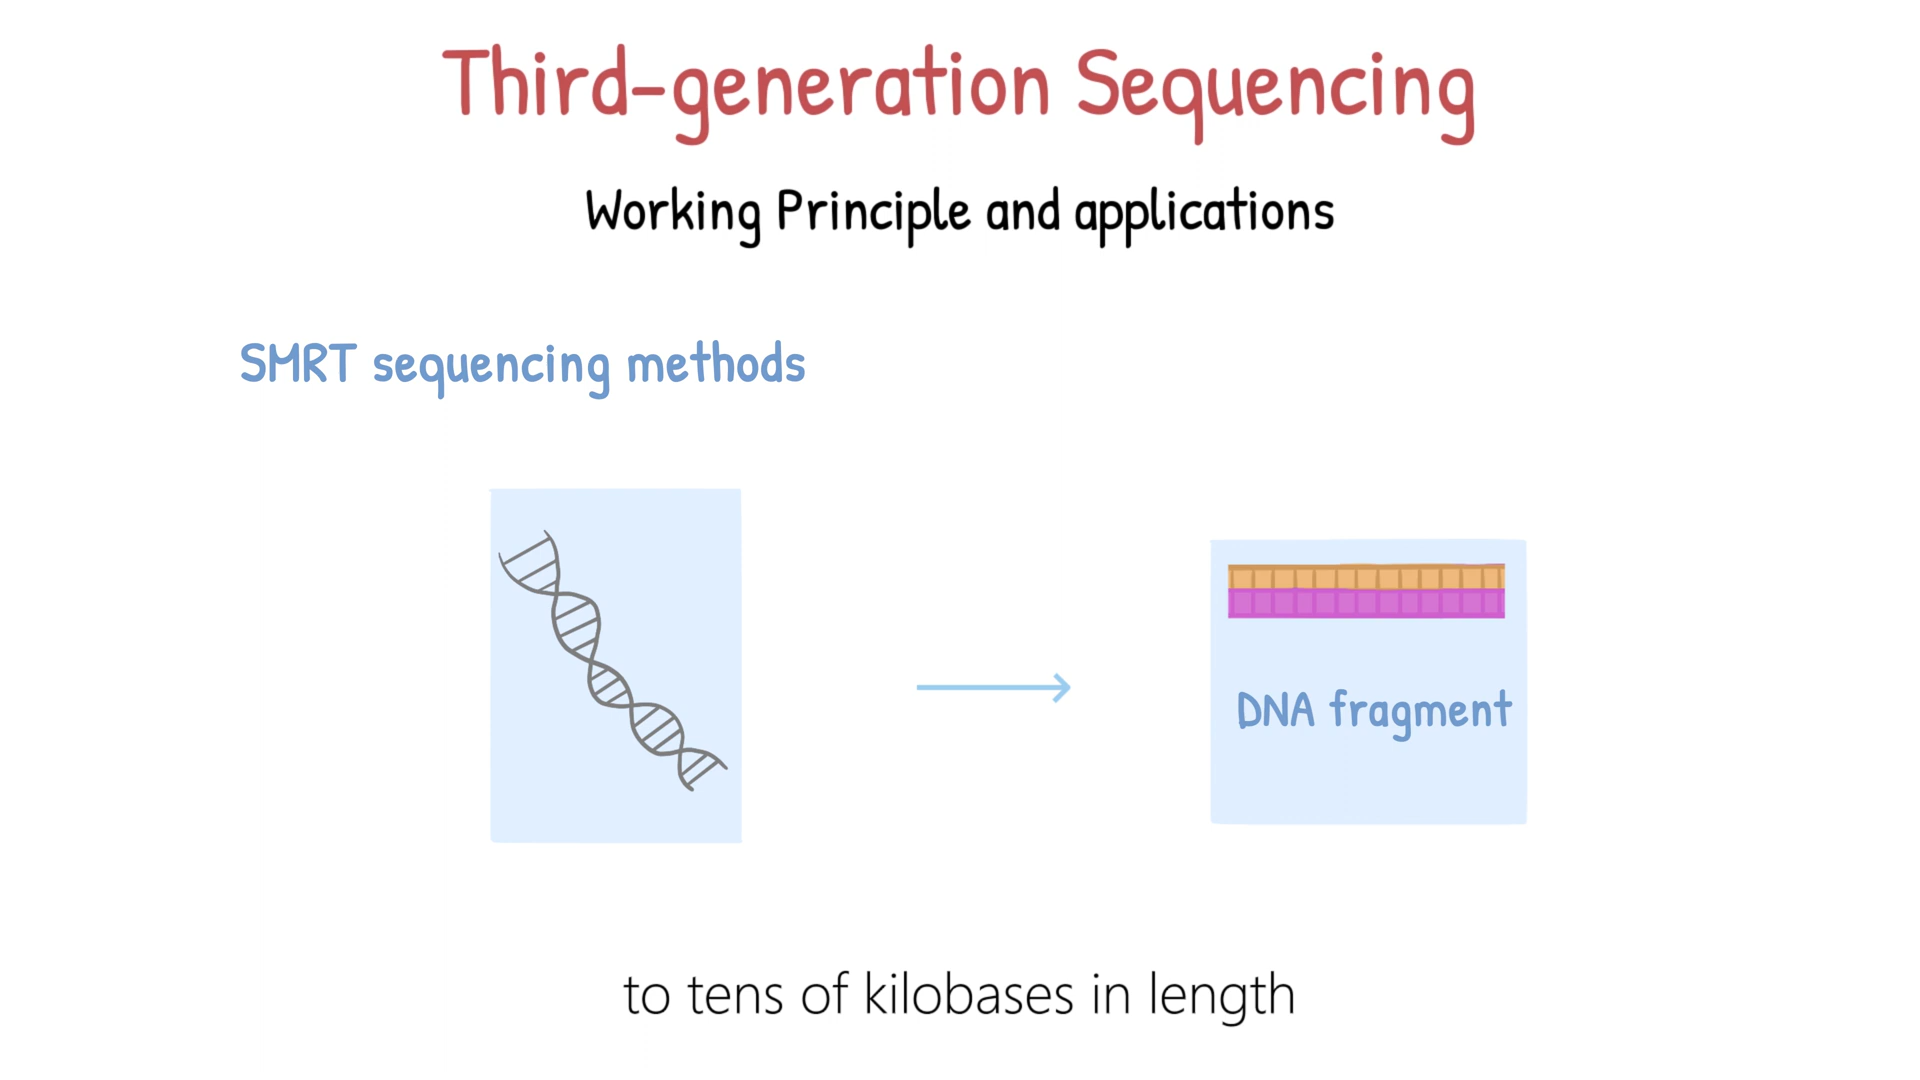 Third-generation Sequencing
Working Principle and applications
SMRT sequencing methods
DNA fragment
to tens of kilobases in length